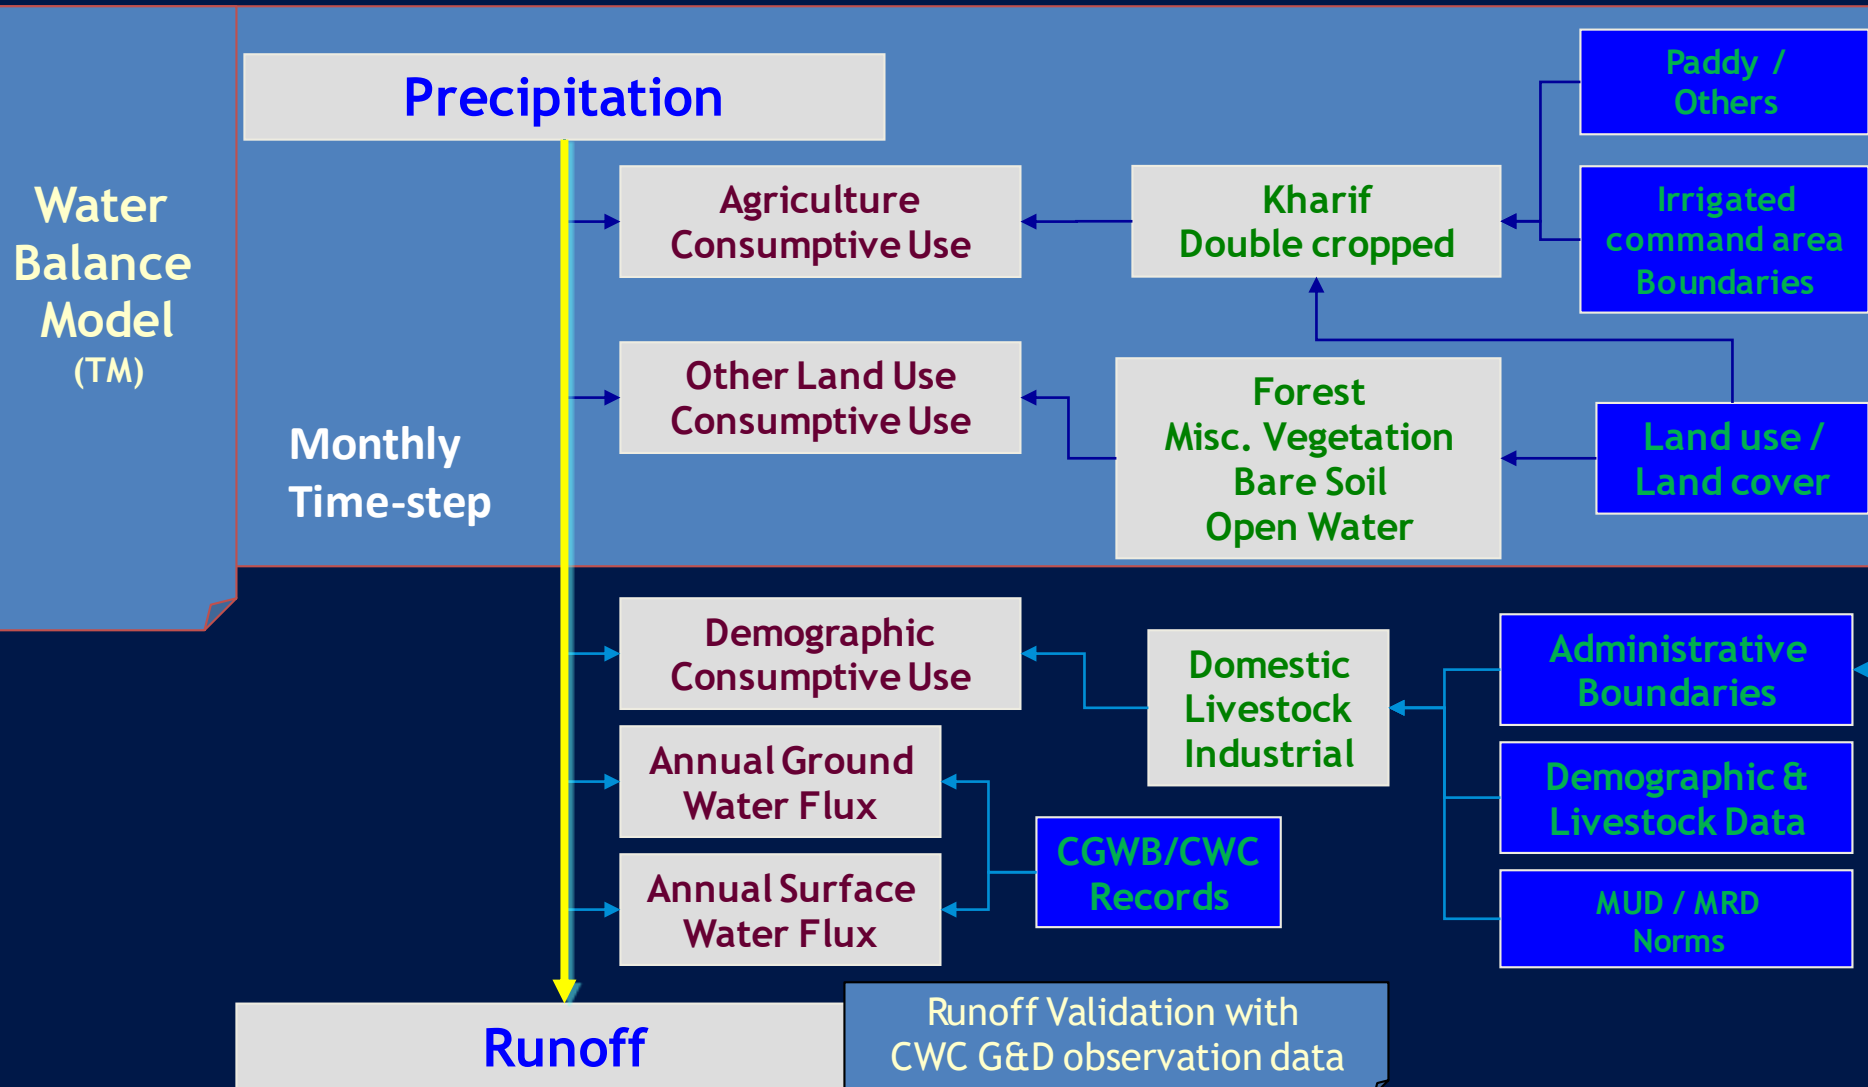 Water
Balance
Model
(TM)
Precipitation
Monthly
Time-step
Agriculture
Consumptive Use
Kharif
Double cropped
Paddy /
Others
Irrigated
command area
Boundaries
Other Land Use
Consumptive Use
Forest
Misc. Vegetation
Bare Soil
Open Water
Land use /
Land cover
Demographic
Consumptive Use
Domestic
Livestock
Industrial
Administrative
Boundaries
Demographic &
Livestock Data
MUD / MRD
Norms
Annual Ground
Water Flux
Annual Surface
Water Flux
CGWB/CWC
Records
Runoff
Runoff Validation with
CWC G&D observation data